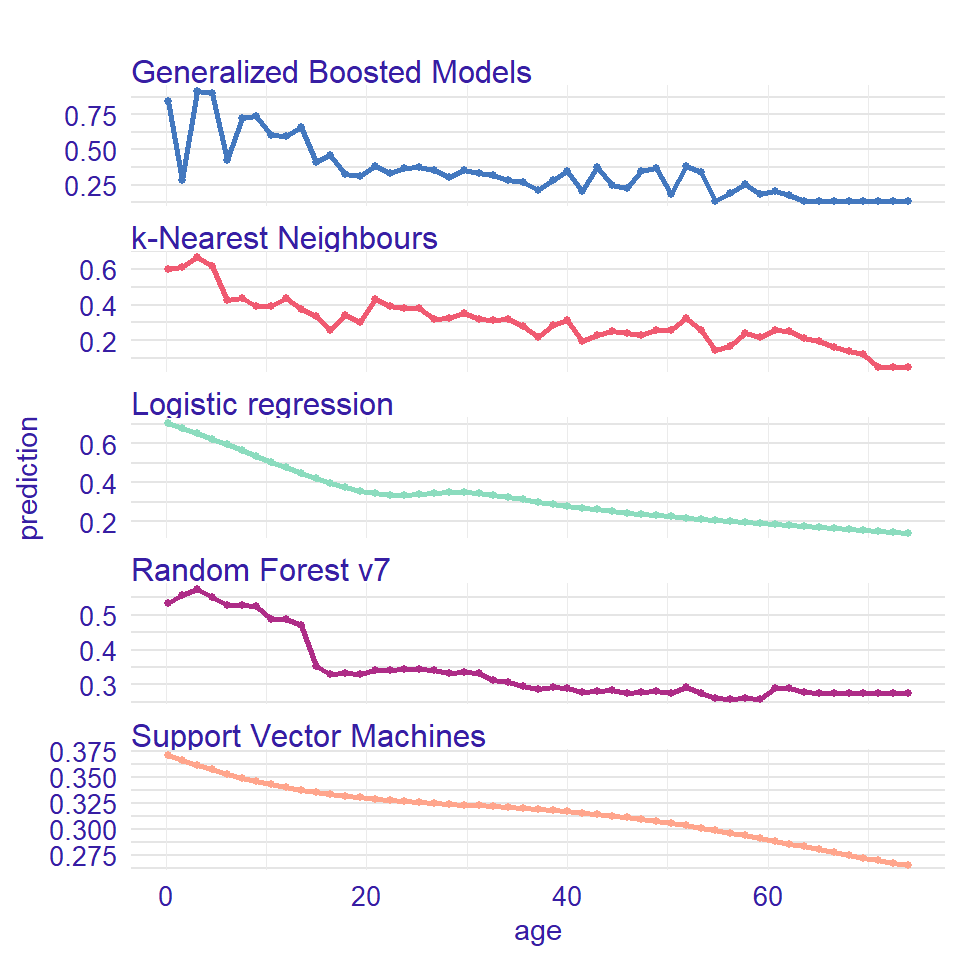 Generalized Boosted Models
0.75
0.50
0.25
k-Nearest Neighbours
0.6
0.4
0.2
Logistic regression
0.6
0.4
0.2
prediction
Random Forest v7
0.5
0.4
0.3
Support Vector Machines
0.375
0.350
0.325
0.300
0.275
0 20 40 60
age